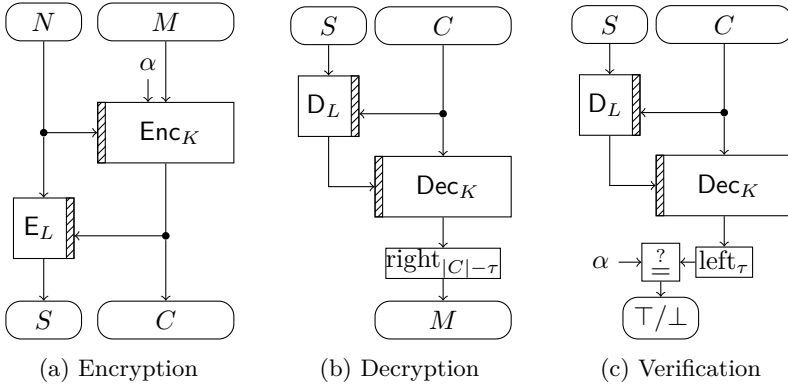 N M
α
Enc_K
E_L
S C
(a) Encryption
S C
D_L
Dec_K
right_{|C|−τ}
M
(b) Decryption
S C
D_L
Dec_K
α ?= left_τ
⊤/⊥
(c) Verification